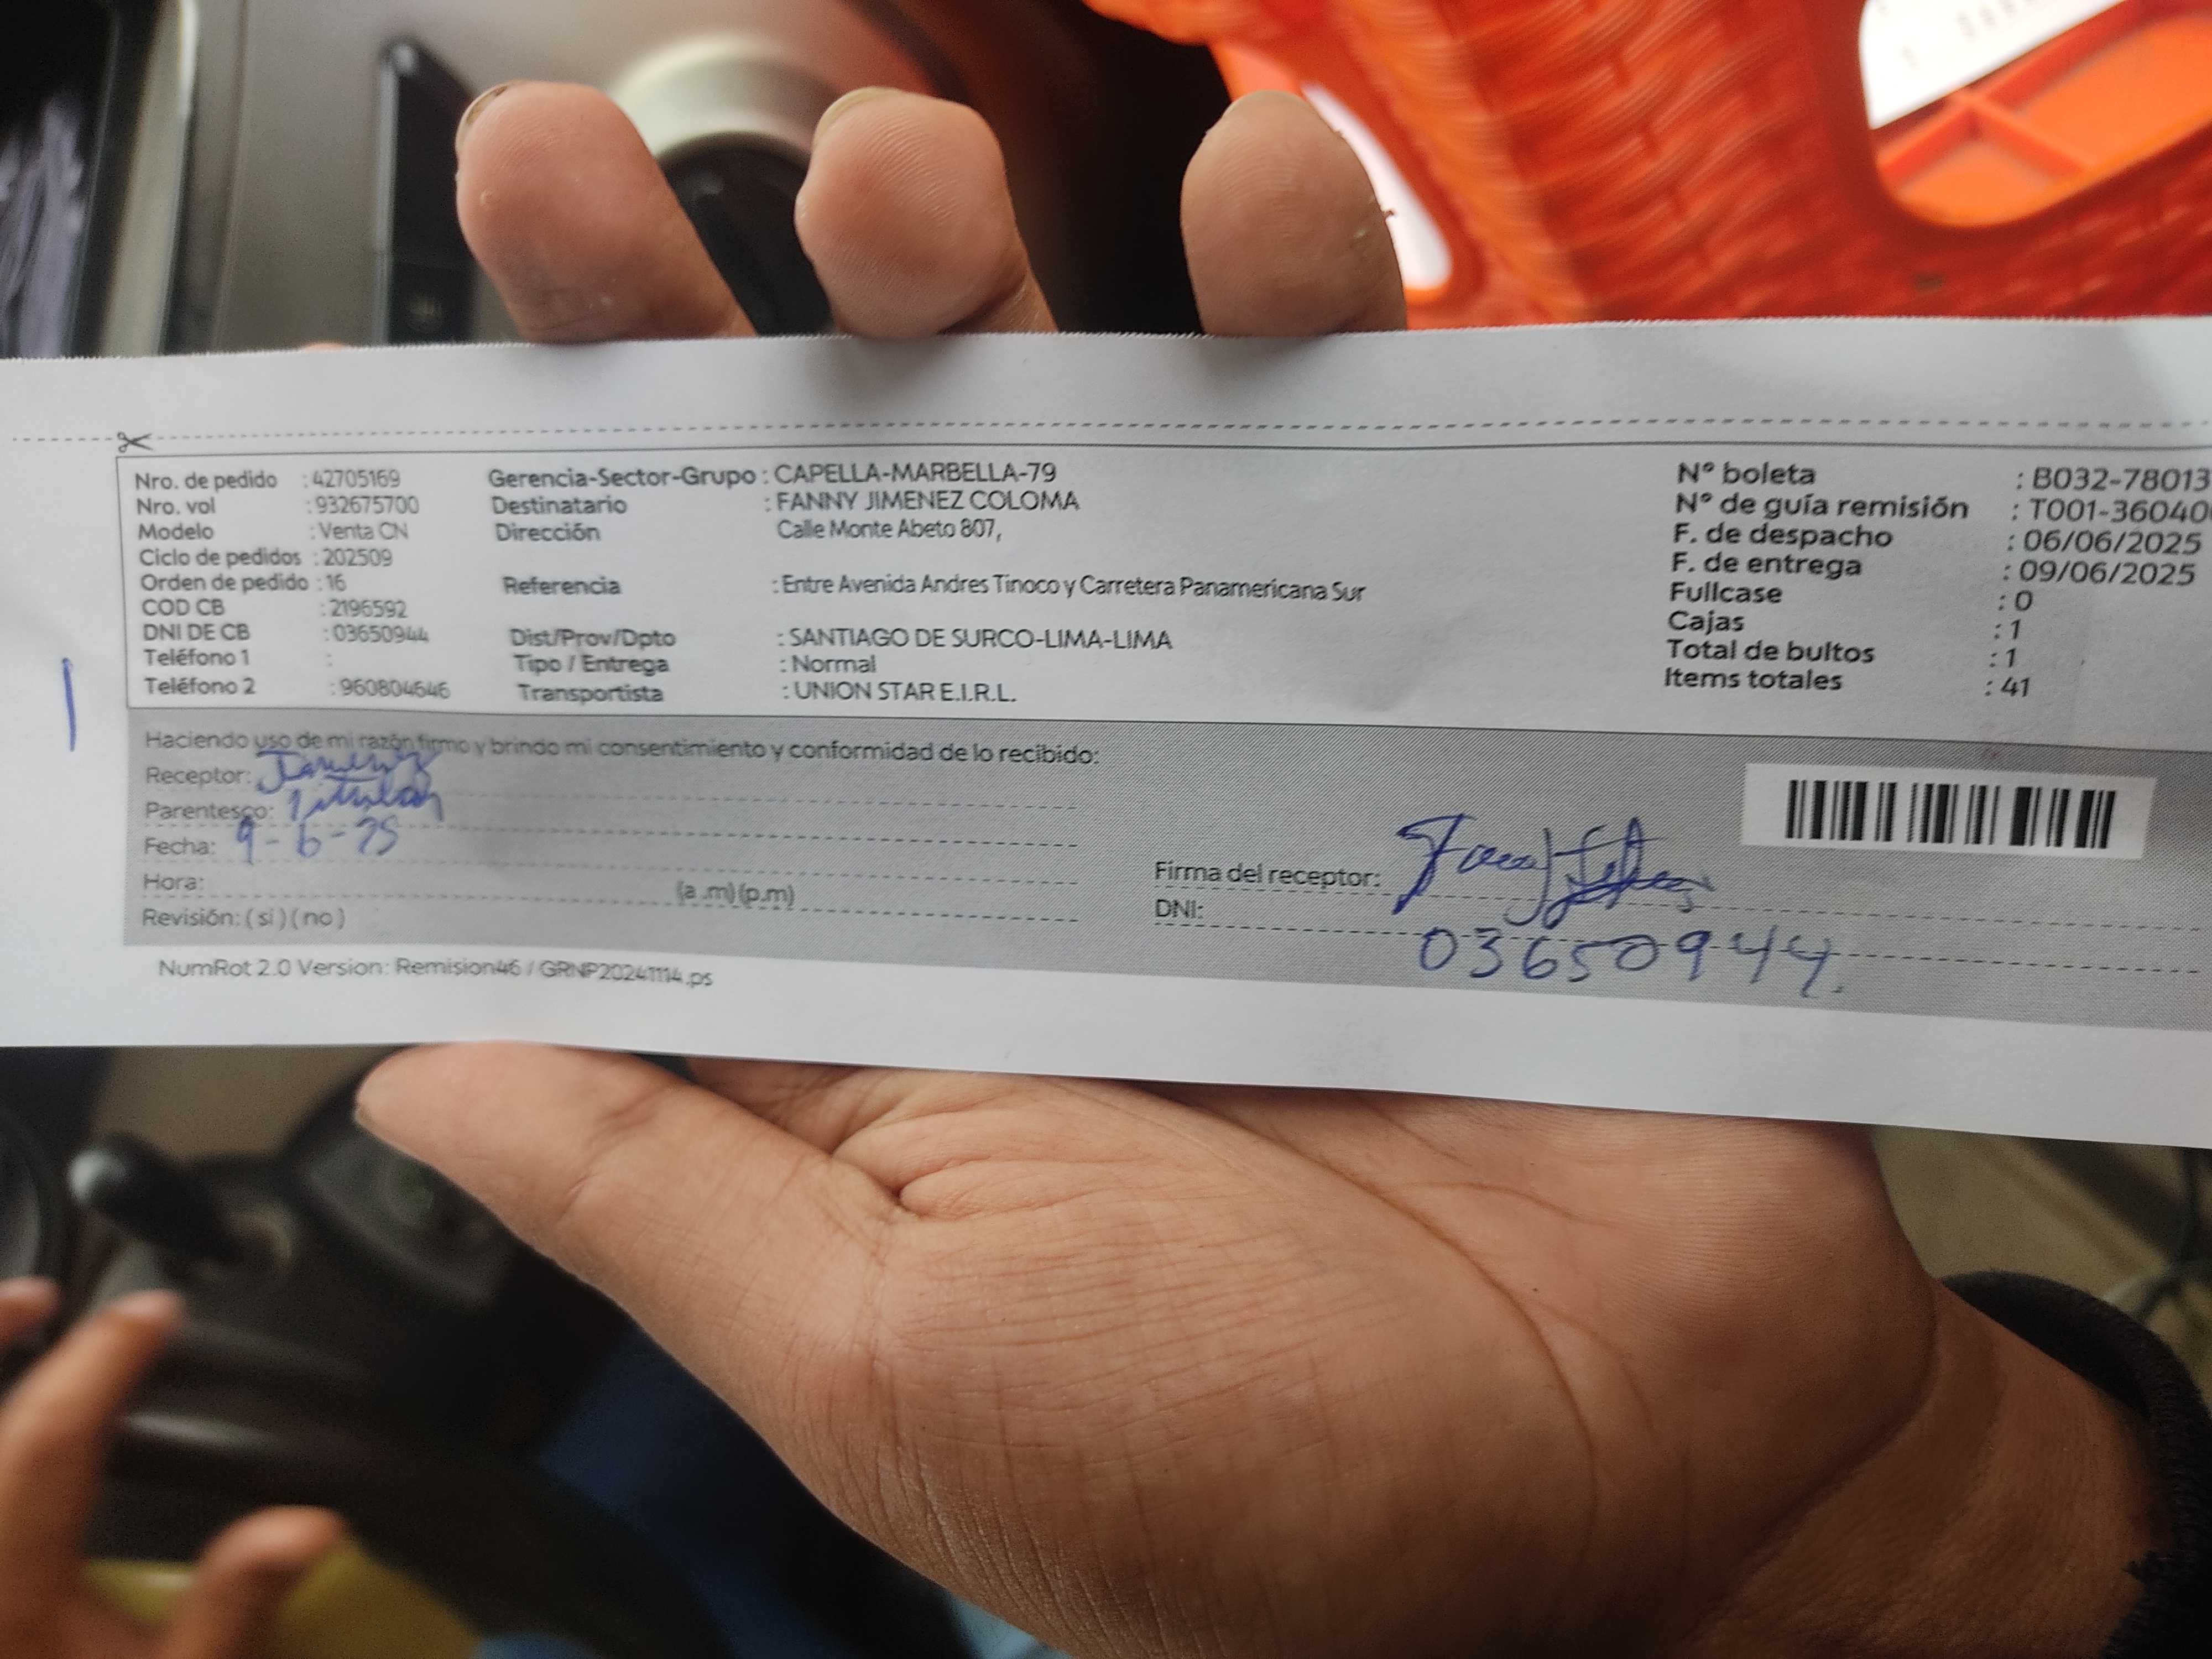 Nro. de pedido : 42705169
Nro. vol : 932675700
Modelo : Venta CN
Ciclo de pedidos : 202509
Orden de pedido : 16
COD CB : 2196592
DNI DE CB : 03650944
Teléfono 1 :
Teléfono 2 : 960804646
Gerencia-Sector-Grupo : CAPELLA-MARBELLA-79
Destinatario : FANNY JIMENEZ COLOMA
Dirección Calle Monte Abeto 807,
Referencia : Entre Avenida Andres Tinoco y Carretera Panamericana Sur
Dist/Prov/Dpto : SANTIAGO DE SURCO-LIMA-LIMA
Tipo / Entrega : Normal
Transportista : UNION STAR E.I.R.L.
N° boleta : B032-78013
N° de guía remisión : T001-36040
F. de despacho : 06/06/2025
F. de entrega : 09/06/2025
Fullcase : 0
Cajas : 1
Total de bultos : 1
Items totales : 41
Haciendo uso de mi razón firmo y brindo mi consentimiento y conformidad de lo recibido:
Receptor: Jimenez
Parentesco: Titular
Fecha: 9-6-25
Hora: (a .m) (p.m)
Revisión: ( si ) ( no )
Firma del receptor:
DNI: 03650944.
NumRot 2.0 Version: Remision46 / GRNP20241114.ps